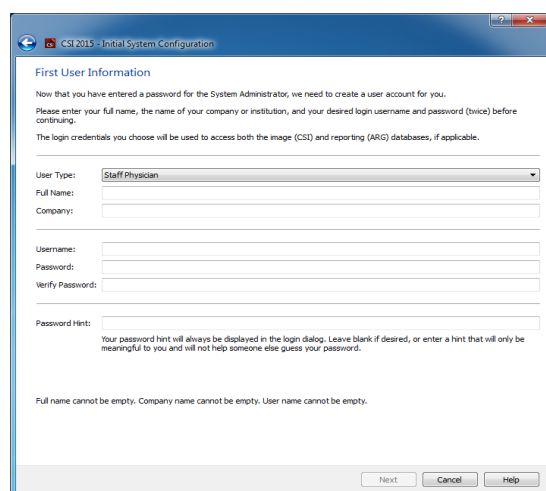 CSI 2015 - Initial System Configuration
First User Information
Now that you have entered a password for the System Administrator, we need to create a user account for you.
Please enter your full name, the name of your company or institution, and your desired login username and password (twice) before
continuing.
The login credentials you choose will be used to access both the image (CSI) and reporting (ARG) databases, if applicable.
User Type: Staff Physician
Full Name:
Company:
Username:
Password:
Verify Password:
Password Hint:
Your password hint will always be displayed in the login dialog. Leave blank if desired, or enter a hint that will only be
meaningful to you and will not help someone else guess your password.
Full name cannot be empty. Company name cannot be empty. User name cannot be empty.
Next Cancel Help